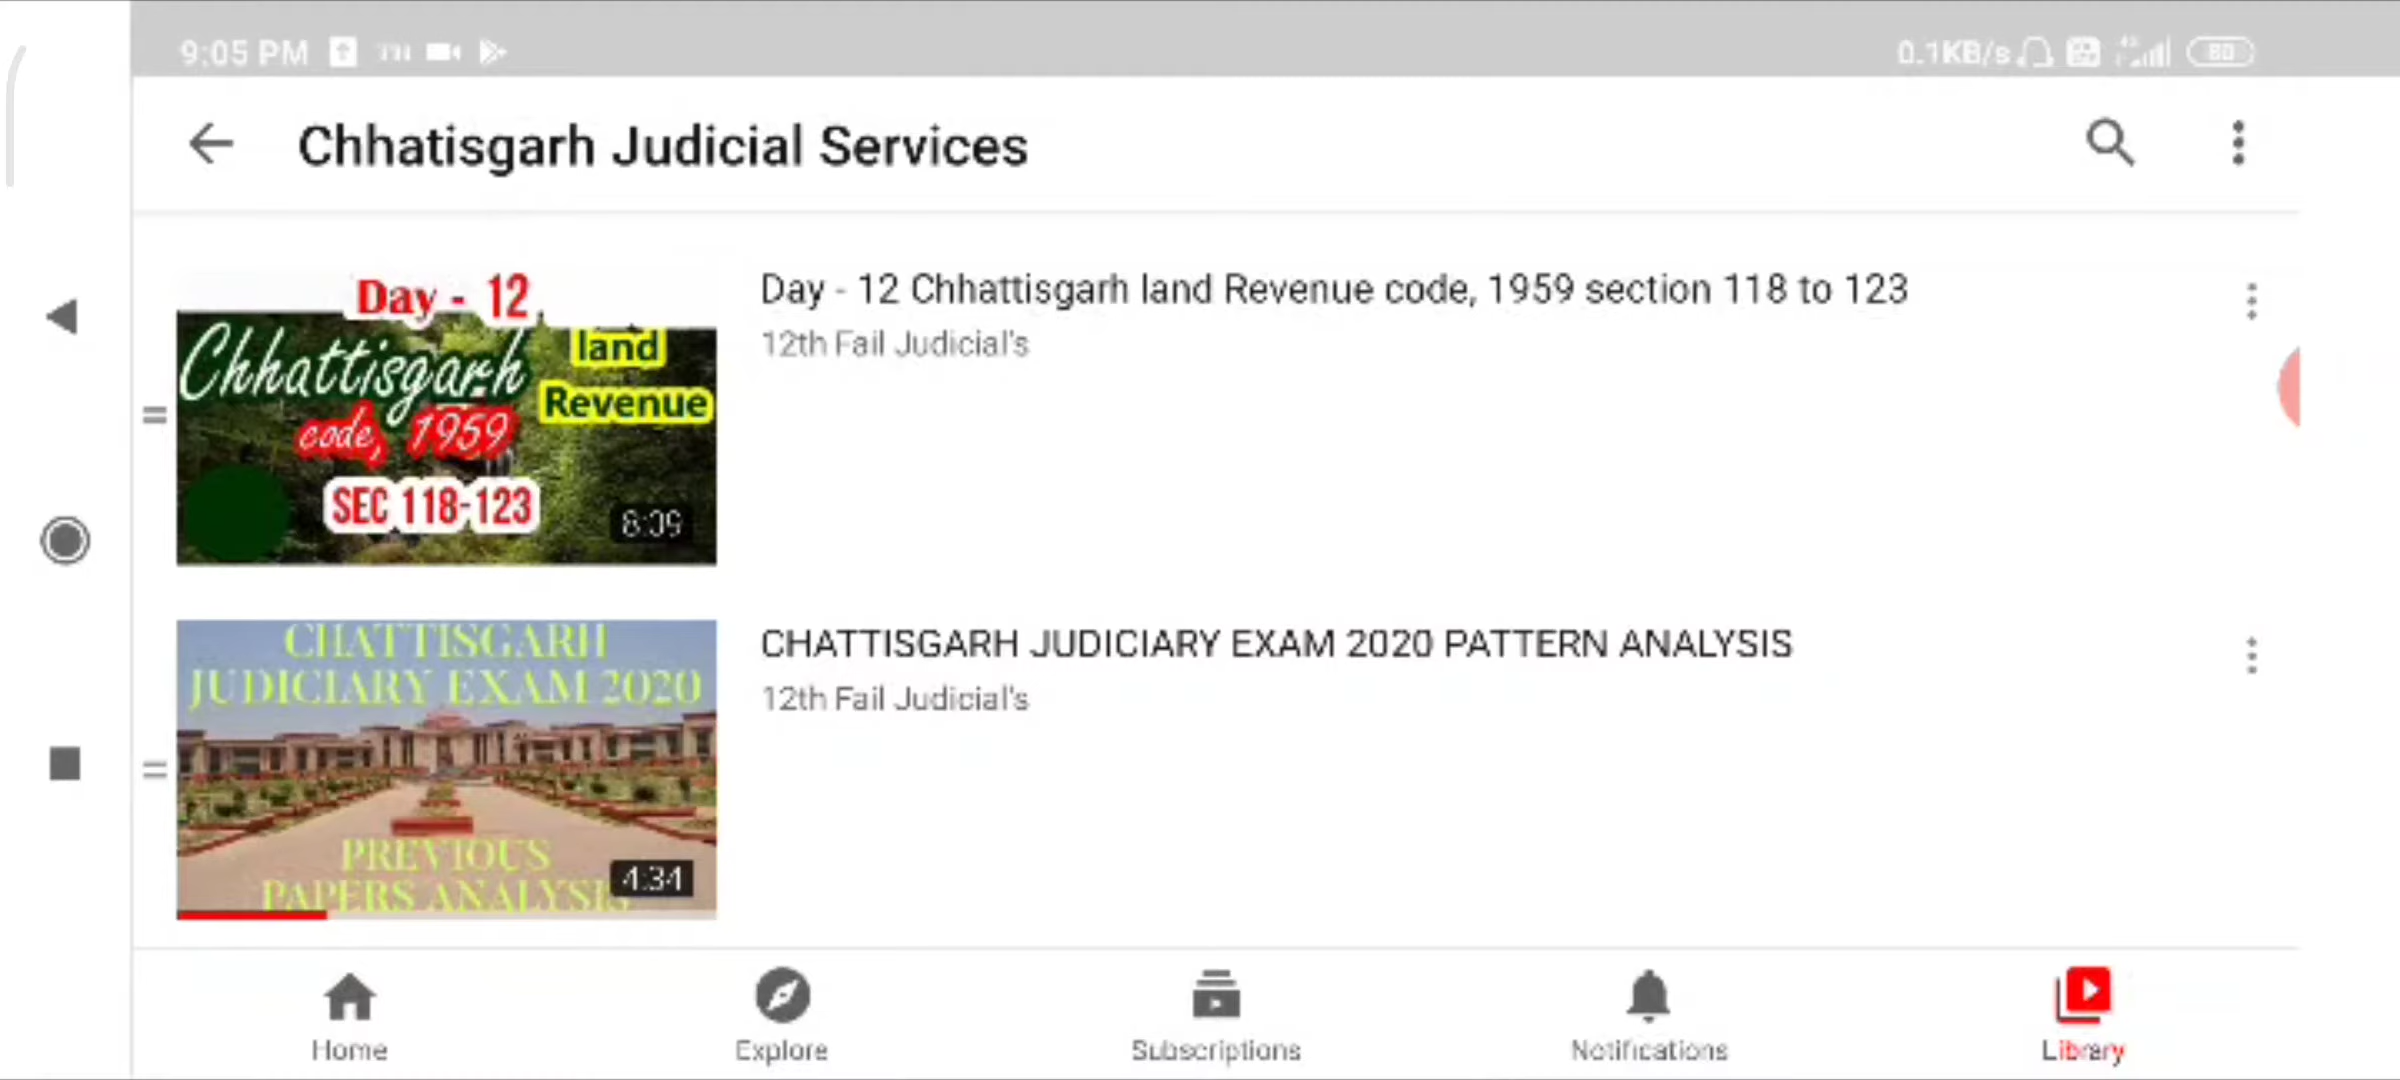 9:05 PM
0.1KB/s
80
Chhatisgarh Judicial Services
Day - 12
Chhattisgarh
land
Revenue
code, 1959
SEC 118-123
8:09
Day - 12 Chhattisgarh land Revenue code, 1959 section 118 to 123
12th Fail Judicial's
CHATTISGARH
JUDICIARY EXAM 2020
PREVIOUS
PAPERS ANALYSIS
4:34
CHATTISGARH JUDICIARY EXAM 2020 PATTERN ANALYSIS
12th Fail Judicial's
Home
Explore
Subscriptions
Notifications
Library